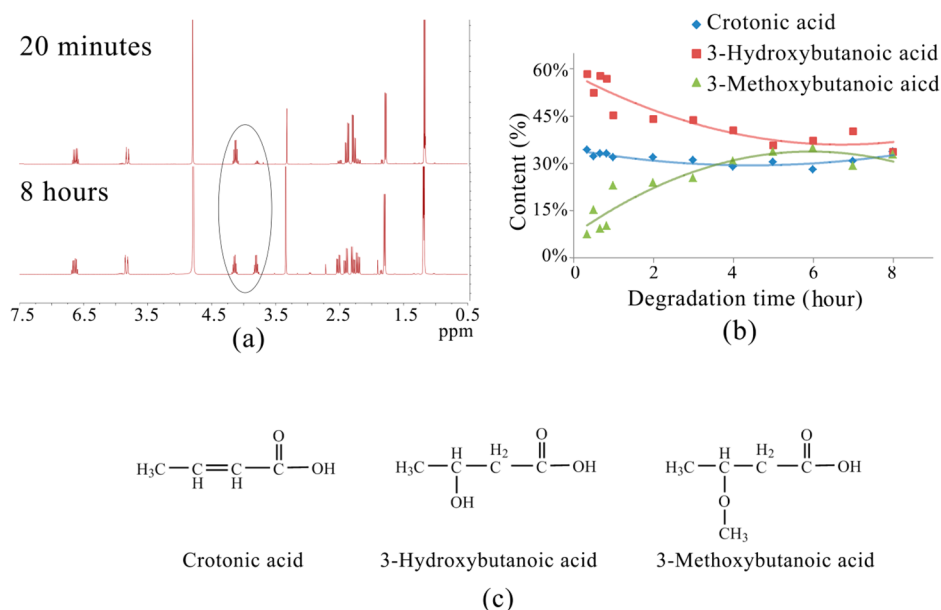 20 minutes
8 hours
7.5 6.5 5.5 4.5 3.5 2.5 1.5 0.5
ppm
(a)
Crotonic acid
3-Hydroxybutanoic acid
3-Methoxybutanoic aicd
Content (%)
60%
45%
30%
15%
0%
0 2 4 6 8
Degradation time (hour)
(b)
H₃C C H C H C O OH
H₃C H C OH H₂ C C O OH
H₃C H C O CH₃ H₂ C C O OH
Crotonic acid
3-Hydroxybutanoic acid
3-Methoxybutanoic acid
(c)